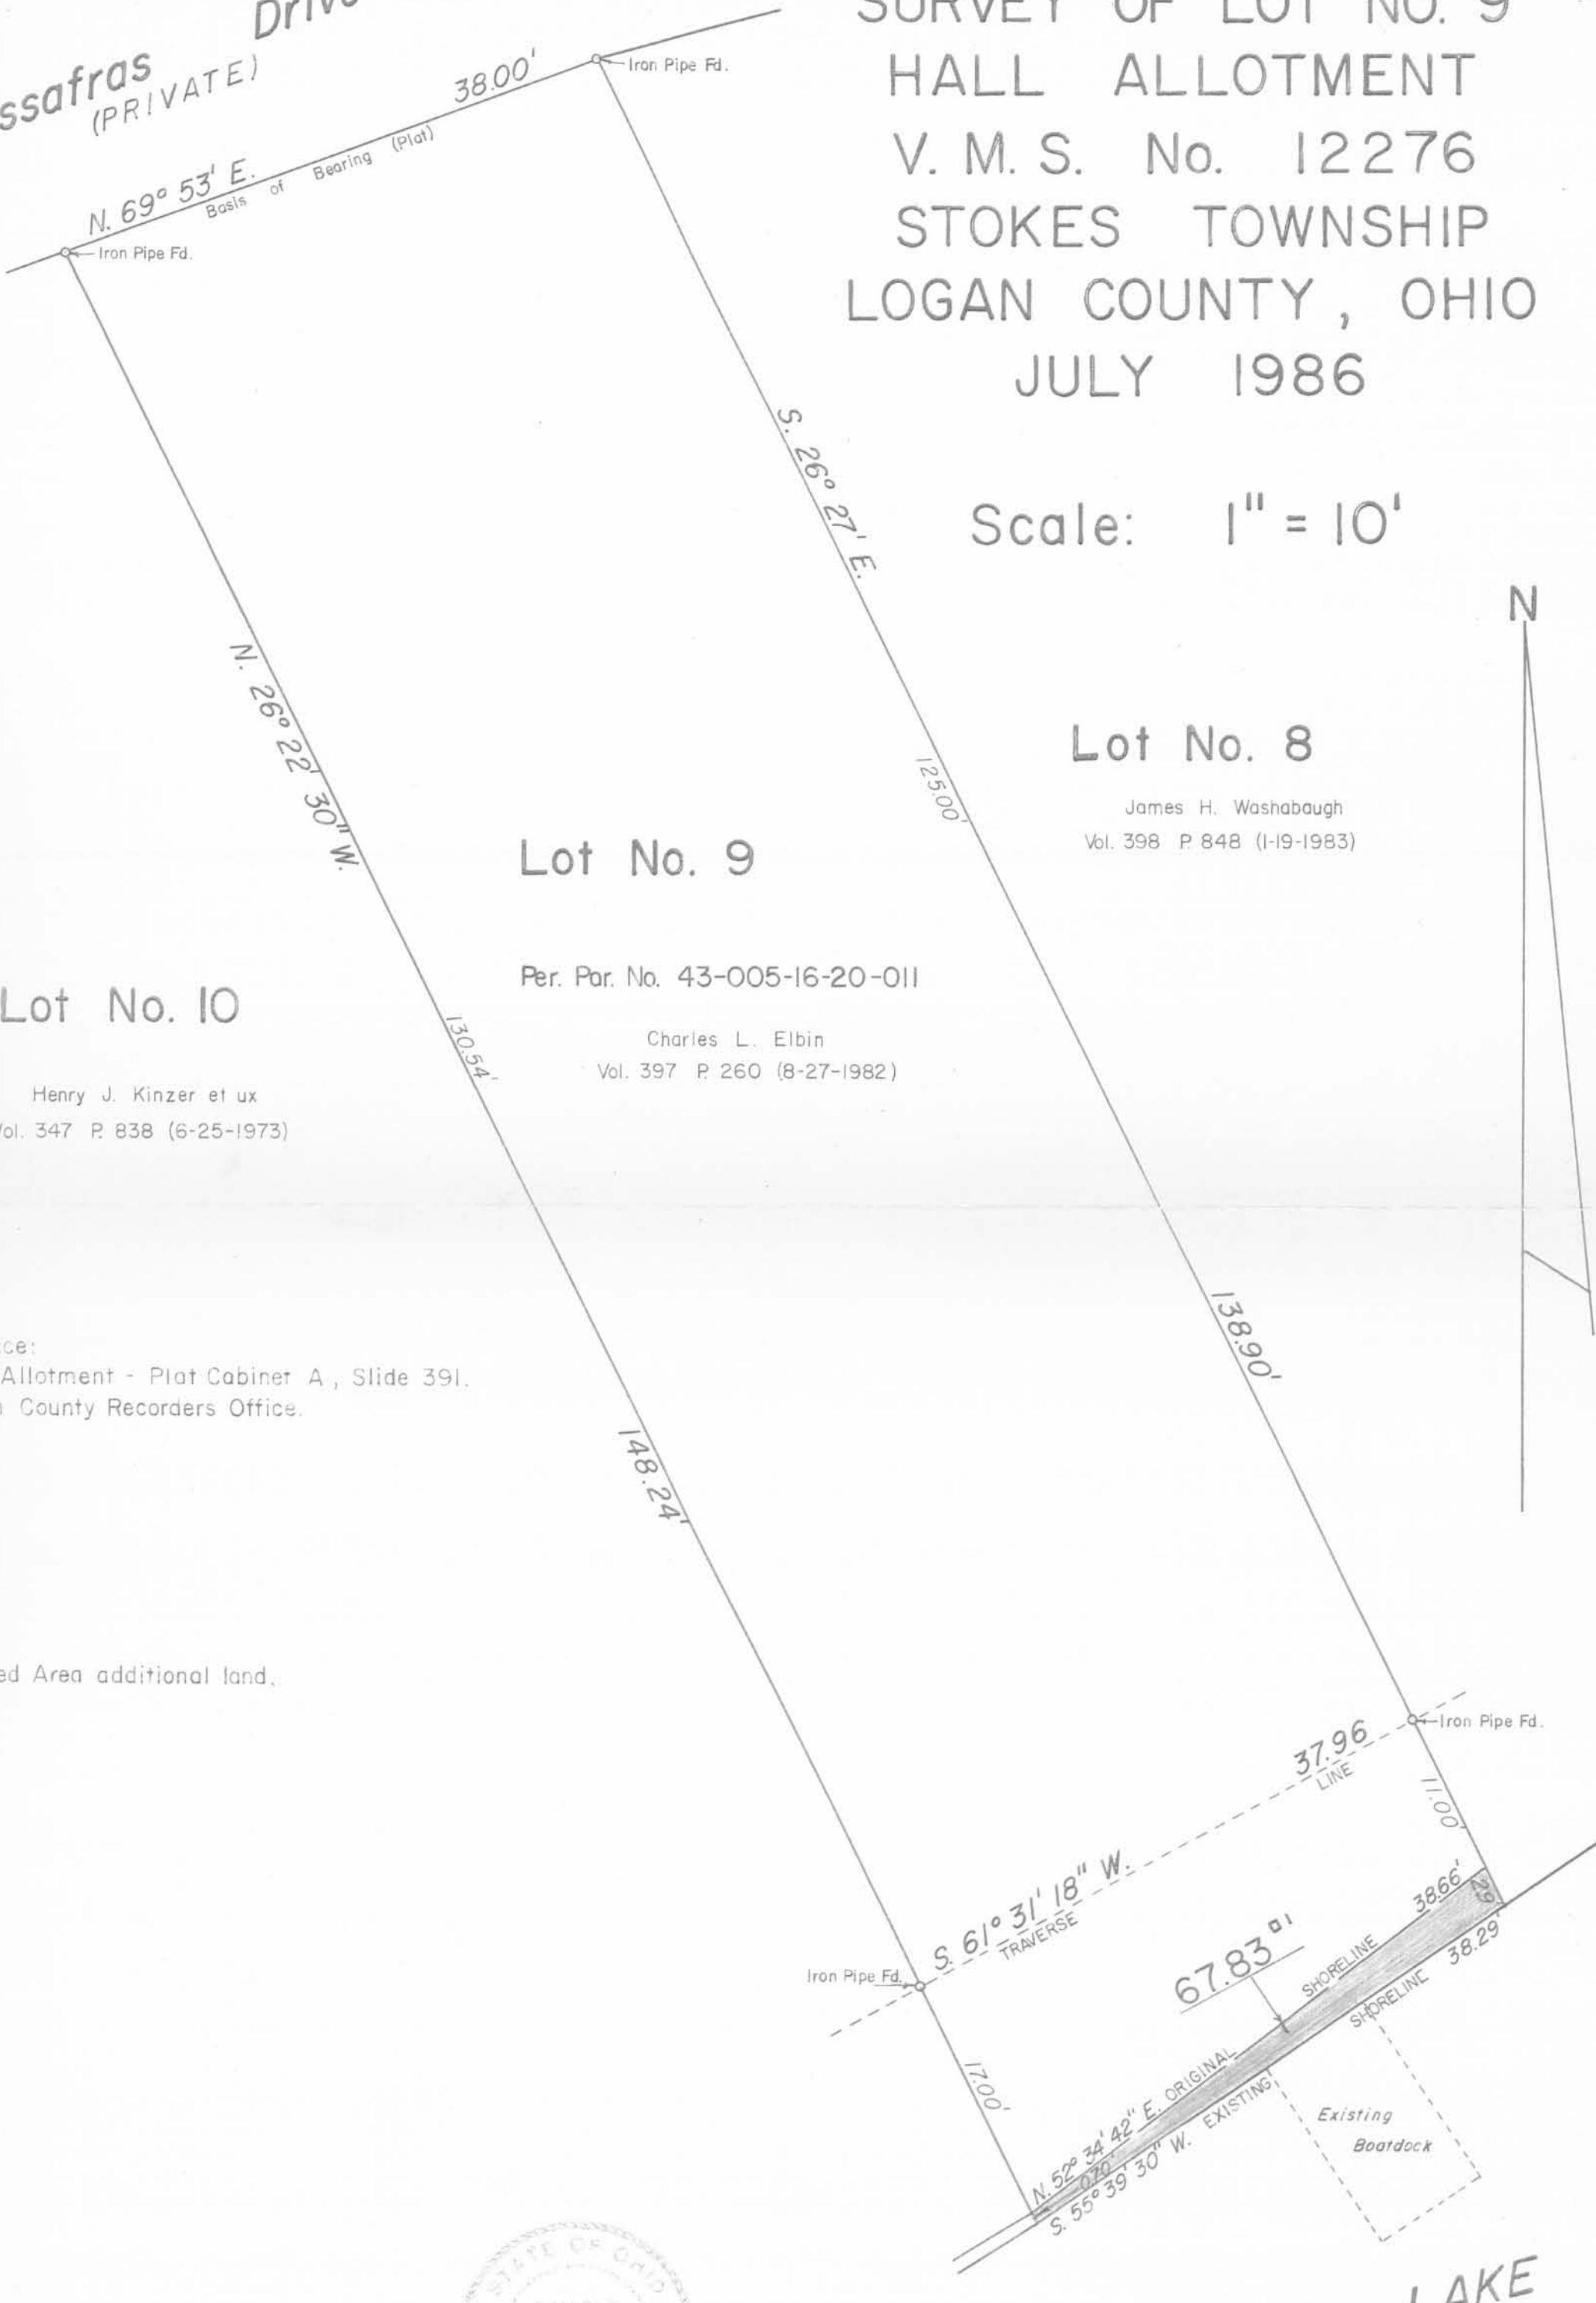 Drive
ssafras
(PRIVATE)
SURVEY OF LOT NO. 9
HALL ALLOTMENT
V. M. S. No. 12276
STOKES TOWNSHIP
LOGAN COUNTY, OHIO
JULY 1986
Scale: 1" = 10'
N
N. 69° 53' E.
38.00'
Basis of Bearing (Plat)
Iron Pipe Fd.
Iron Pipe Fd.
S. 26° 27' E.
125.00'
138.90'
N. 26° 22' 30" W.
130.54'
148.24'
Lot No. 8
James H. Washabaugh
Vol. 398 P. 848 (1-19-1983)
Lot No. 9
Per. Par. No. 43-005-16-20-011
Charles L. Elbin
Vol. 397 P. 260 (8-27-1982)
Lot No. 10
Henry J. Kinzer et ux
Vol. 347 P. 838 (6-25-1973)
ce:
Allotment - Plat Cabinet A, Slide 391.
County Recorders Office.
ed Area additional land.
Iron Pipe Fd.
37.96
LINE
S. 61° 31' 18" W.
TRAVERSE
Iron Pipe Fd.
11.00'
17.00'
67.83
38.66'
N. 52° 34' 42" E. ORIGINAL SHORELINE
0.70'
S. 55° 39' 30" W. EXISTING SHORELINE 38.29'
Existing
Boatdock
STATE OF OHIO
LAKE